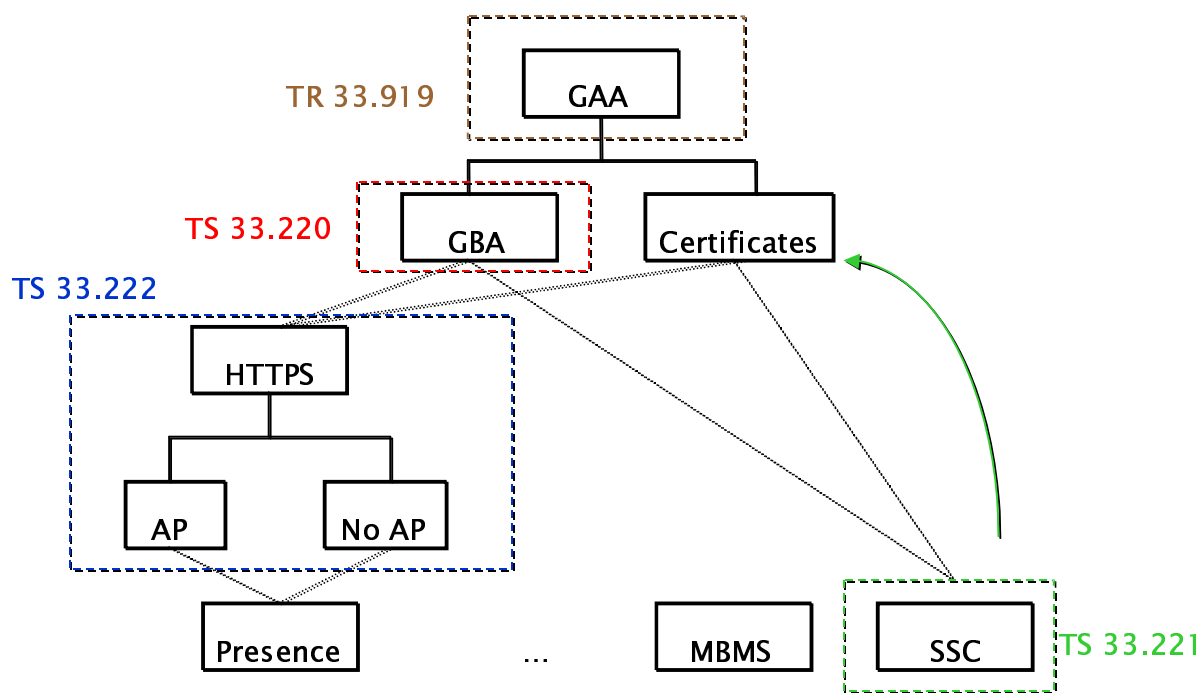 GAA
TR 33.919
TS 33.220
GBA
Certificates
TS 33.222
HTTPS
AP
No AP
Presence
...
MBMS
SSC
TS 33.221